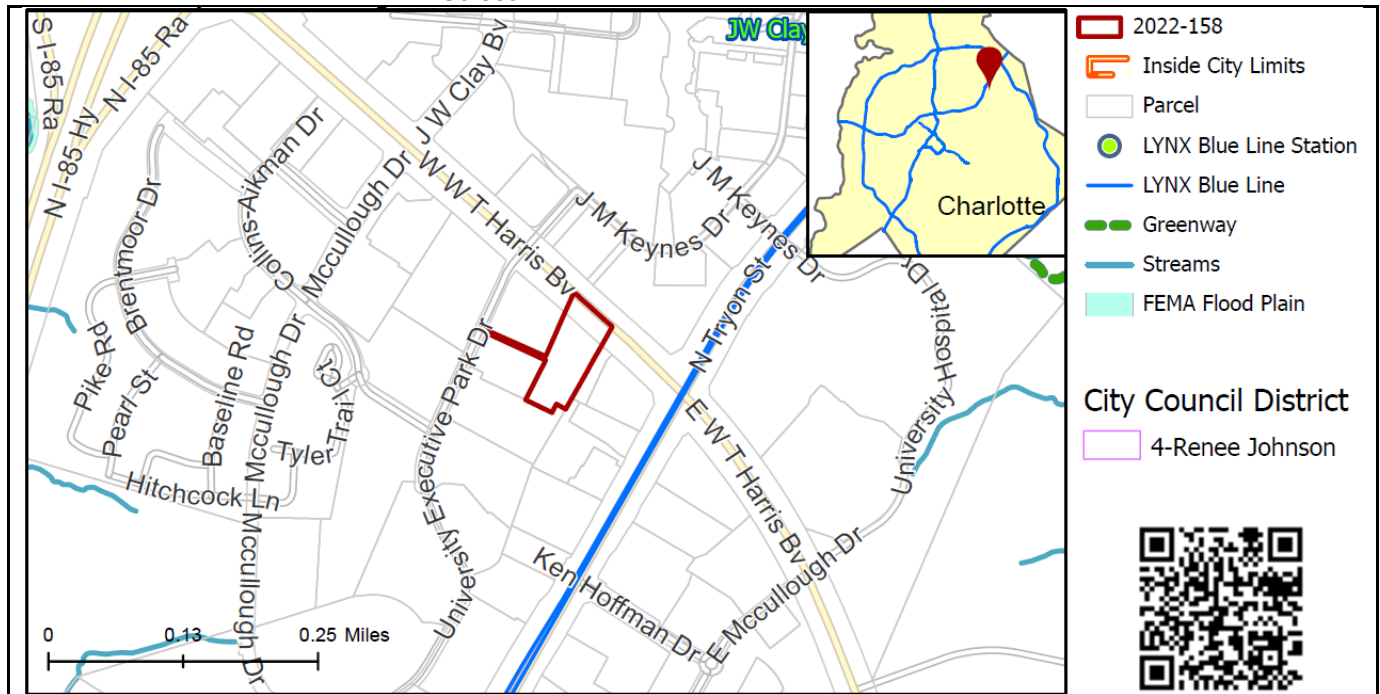 JW Clay
S I-85 Ra
N I-85 Ra
N I-85 Hy
J W Clay Bv
Collins-Aikman Dr
Mccullough Dr
W W T Harris Bv
J M Keynes Dr
J M Keynes Dr
Brentmoor Dr
Pike Rd
Pearl St
Baseline Rd
Mccullough Dr
Tyler Trail Ct
Hitchcock Ln
Mccullough Dr
University Executive Park Dr
N Tryon St
E W T Harris Bv
University Hospital Dr
Ken Hoffman Dr
E Mccullough Dr
0 0.13 0.25 Miles
Charlotte
2022-158
Inside City Limits
Parcel
LYNX Blue Line Station
LYNX Blue Line
Greenway
Streams
FEMA Flood Plain
City Council District
4-Renee Johnson